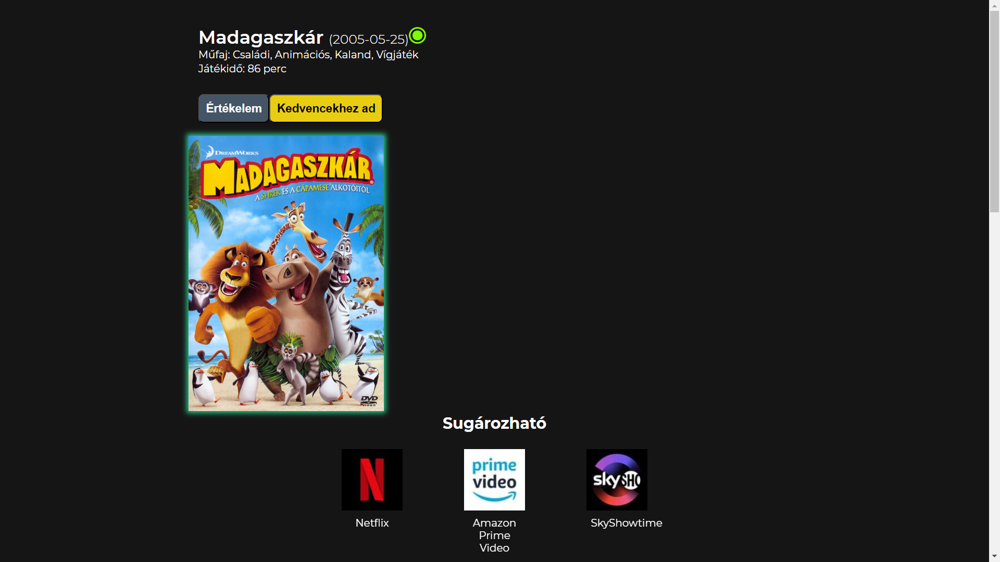 Madagaszkár (2005-05-25)
Műfaj: Családi, Animációs, Kaland, Vígjáték
Játékidő: 86 perc
Értékelem Kedvencekhez ad
DREAMWORKS
MADAGASZKÁR
A SHREK ÉS A CÁPAMESE ALKOTÓITÓL
DVD
VIDEO
Sugározható
N
prime
video
sky SHO
Netflix
Amazon
Prime
Video
SkyShowtime